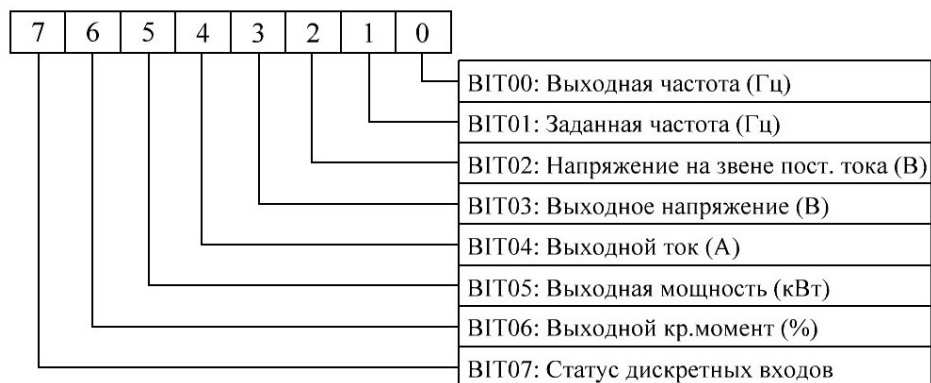 7 6 5 4 3 2 1 0
BIT00: Выходная частота (Гц)
BIT01: Заданная частота (Гц)
BIT02: Напряжение на звене пост. тока (В)
BIT03: Выходное напряжение (В)
BIT04: Выходной ток (А)
BIT05: Выходная мощность (кВт)
BIT06: Выходной кр.момент (%)
BIT07: Статус дискретных входов